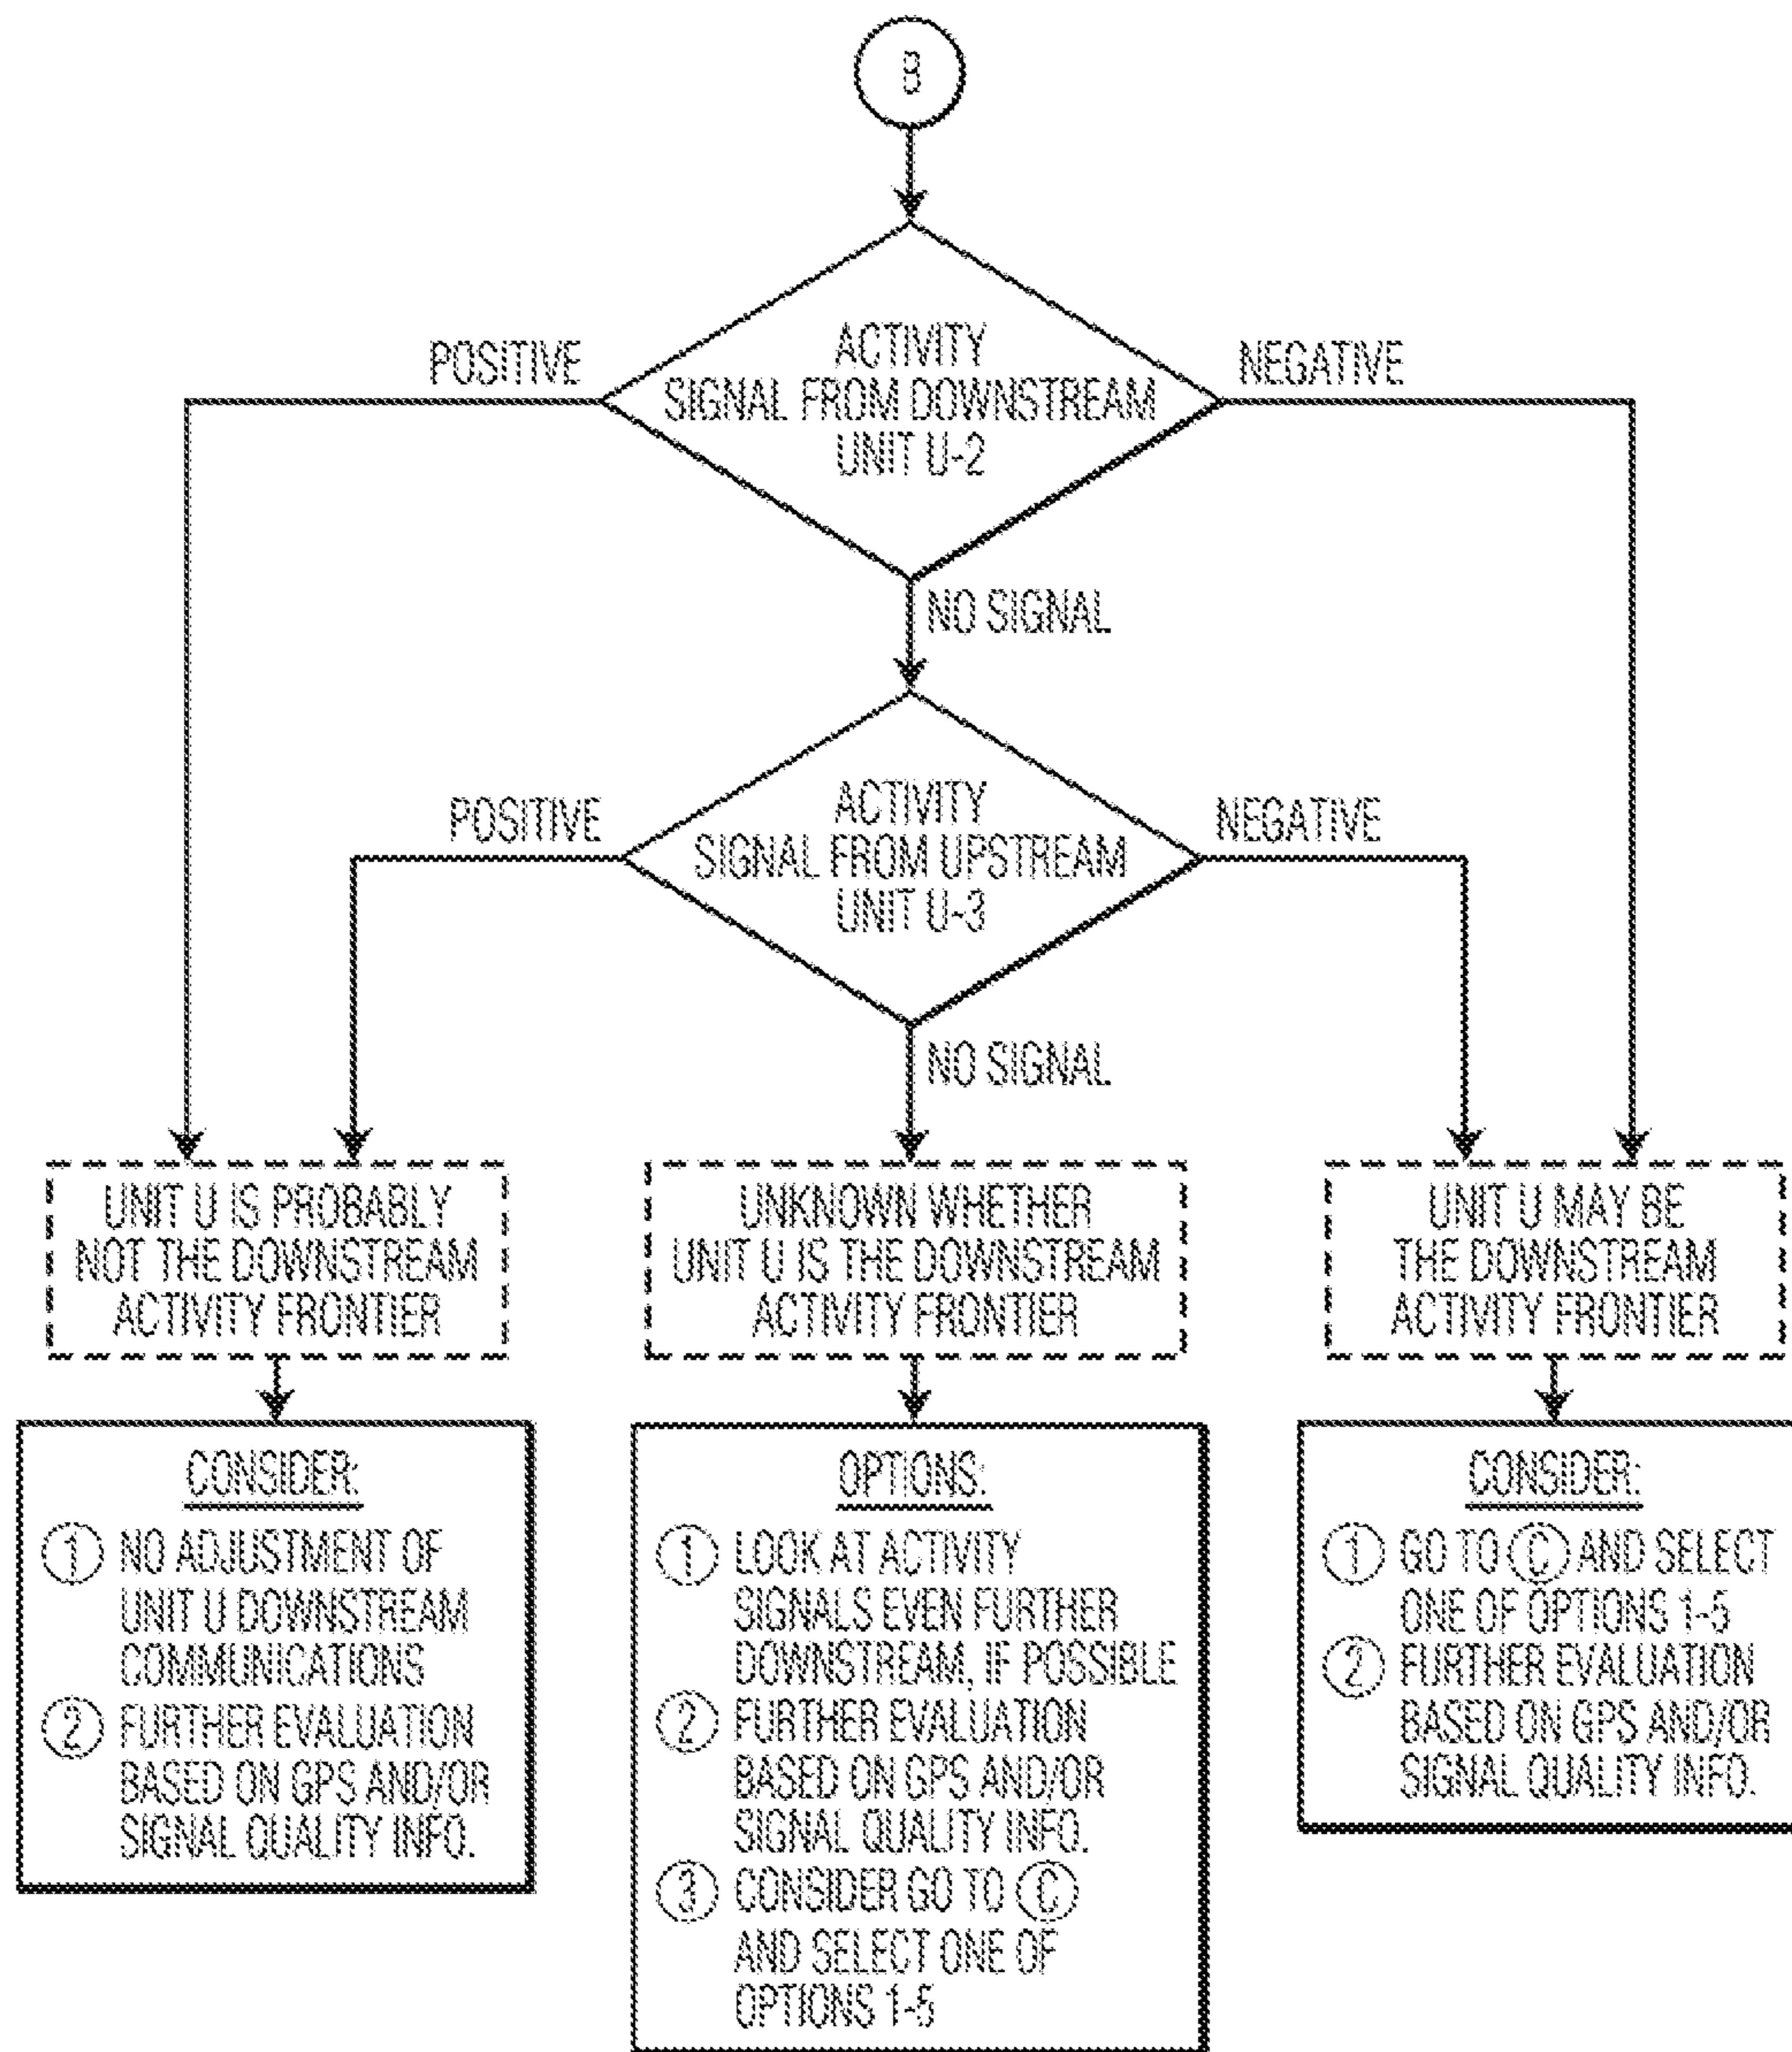 B
POSITIVE
ACTIVITY
SIGNAL FROM DOWNSTREAM
UNIT U-2
NEGATIVE
NO SIGNAL
POSITIVE
ACTIVITY
SIGNAL FROM UPSTREAM
UNIT U-3
NEGATIVE
NO SIGNAL
UNIT U IS PROBABLY
NOT THE DOWNSTREAM
ACTIVITY FRONTIER
UNKNOWN WHETHER
UNIT U IS THE DOWNSTREAM
ACTIVITY FRONTIER
UNIT U MAY BE
THE DOWNSTREAM
ACTIVITY FRONTIER
CONSIDER:
1 NO ADJUSTMENT OF
UNIT U DOWNSTREAM
COMMUNICATIONS
2 FURTHER EVALUATION
BASED ON GPS AND/OR
SIGNAL QUALITY INFO.
OPTIONS:
1 LOOK AT ACTIVITY
SIGNALS EVEN FURTHER
DOWNSTREAM, IF POSSIBLE
2 FURTHER EVALUATION
BASED ON GPS AND/OR
SIGNAL QUALITY INFO.
3 CONSIDER GO TO C
AND SELECT ONE OF
OPTIONS 1-5
CONSIDER:
1 GO TO C AND SELECT
ONE OF OPTIONS 1-5
2 FURTHER EVALUATION
BASED ON GPS AND/OR
SIGNAL QUALITY INFO.